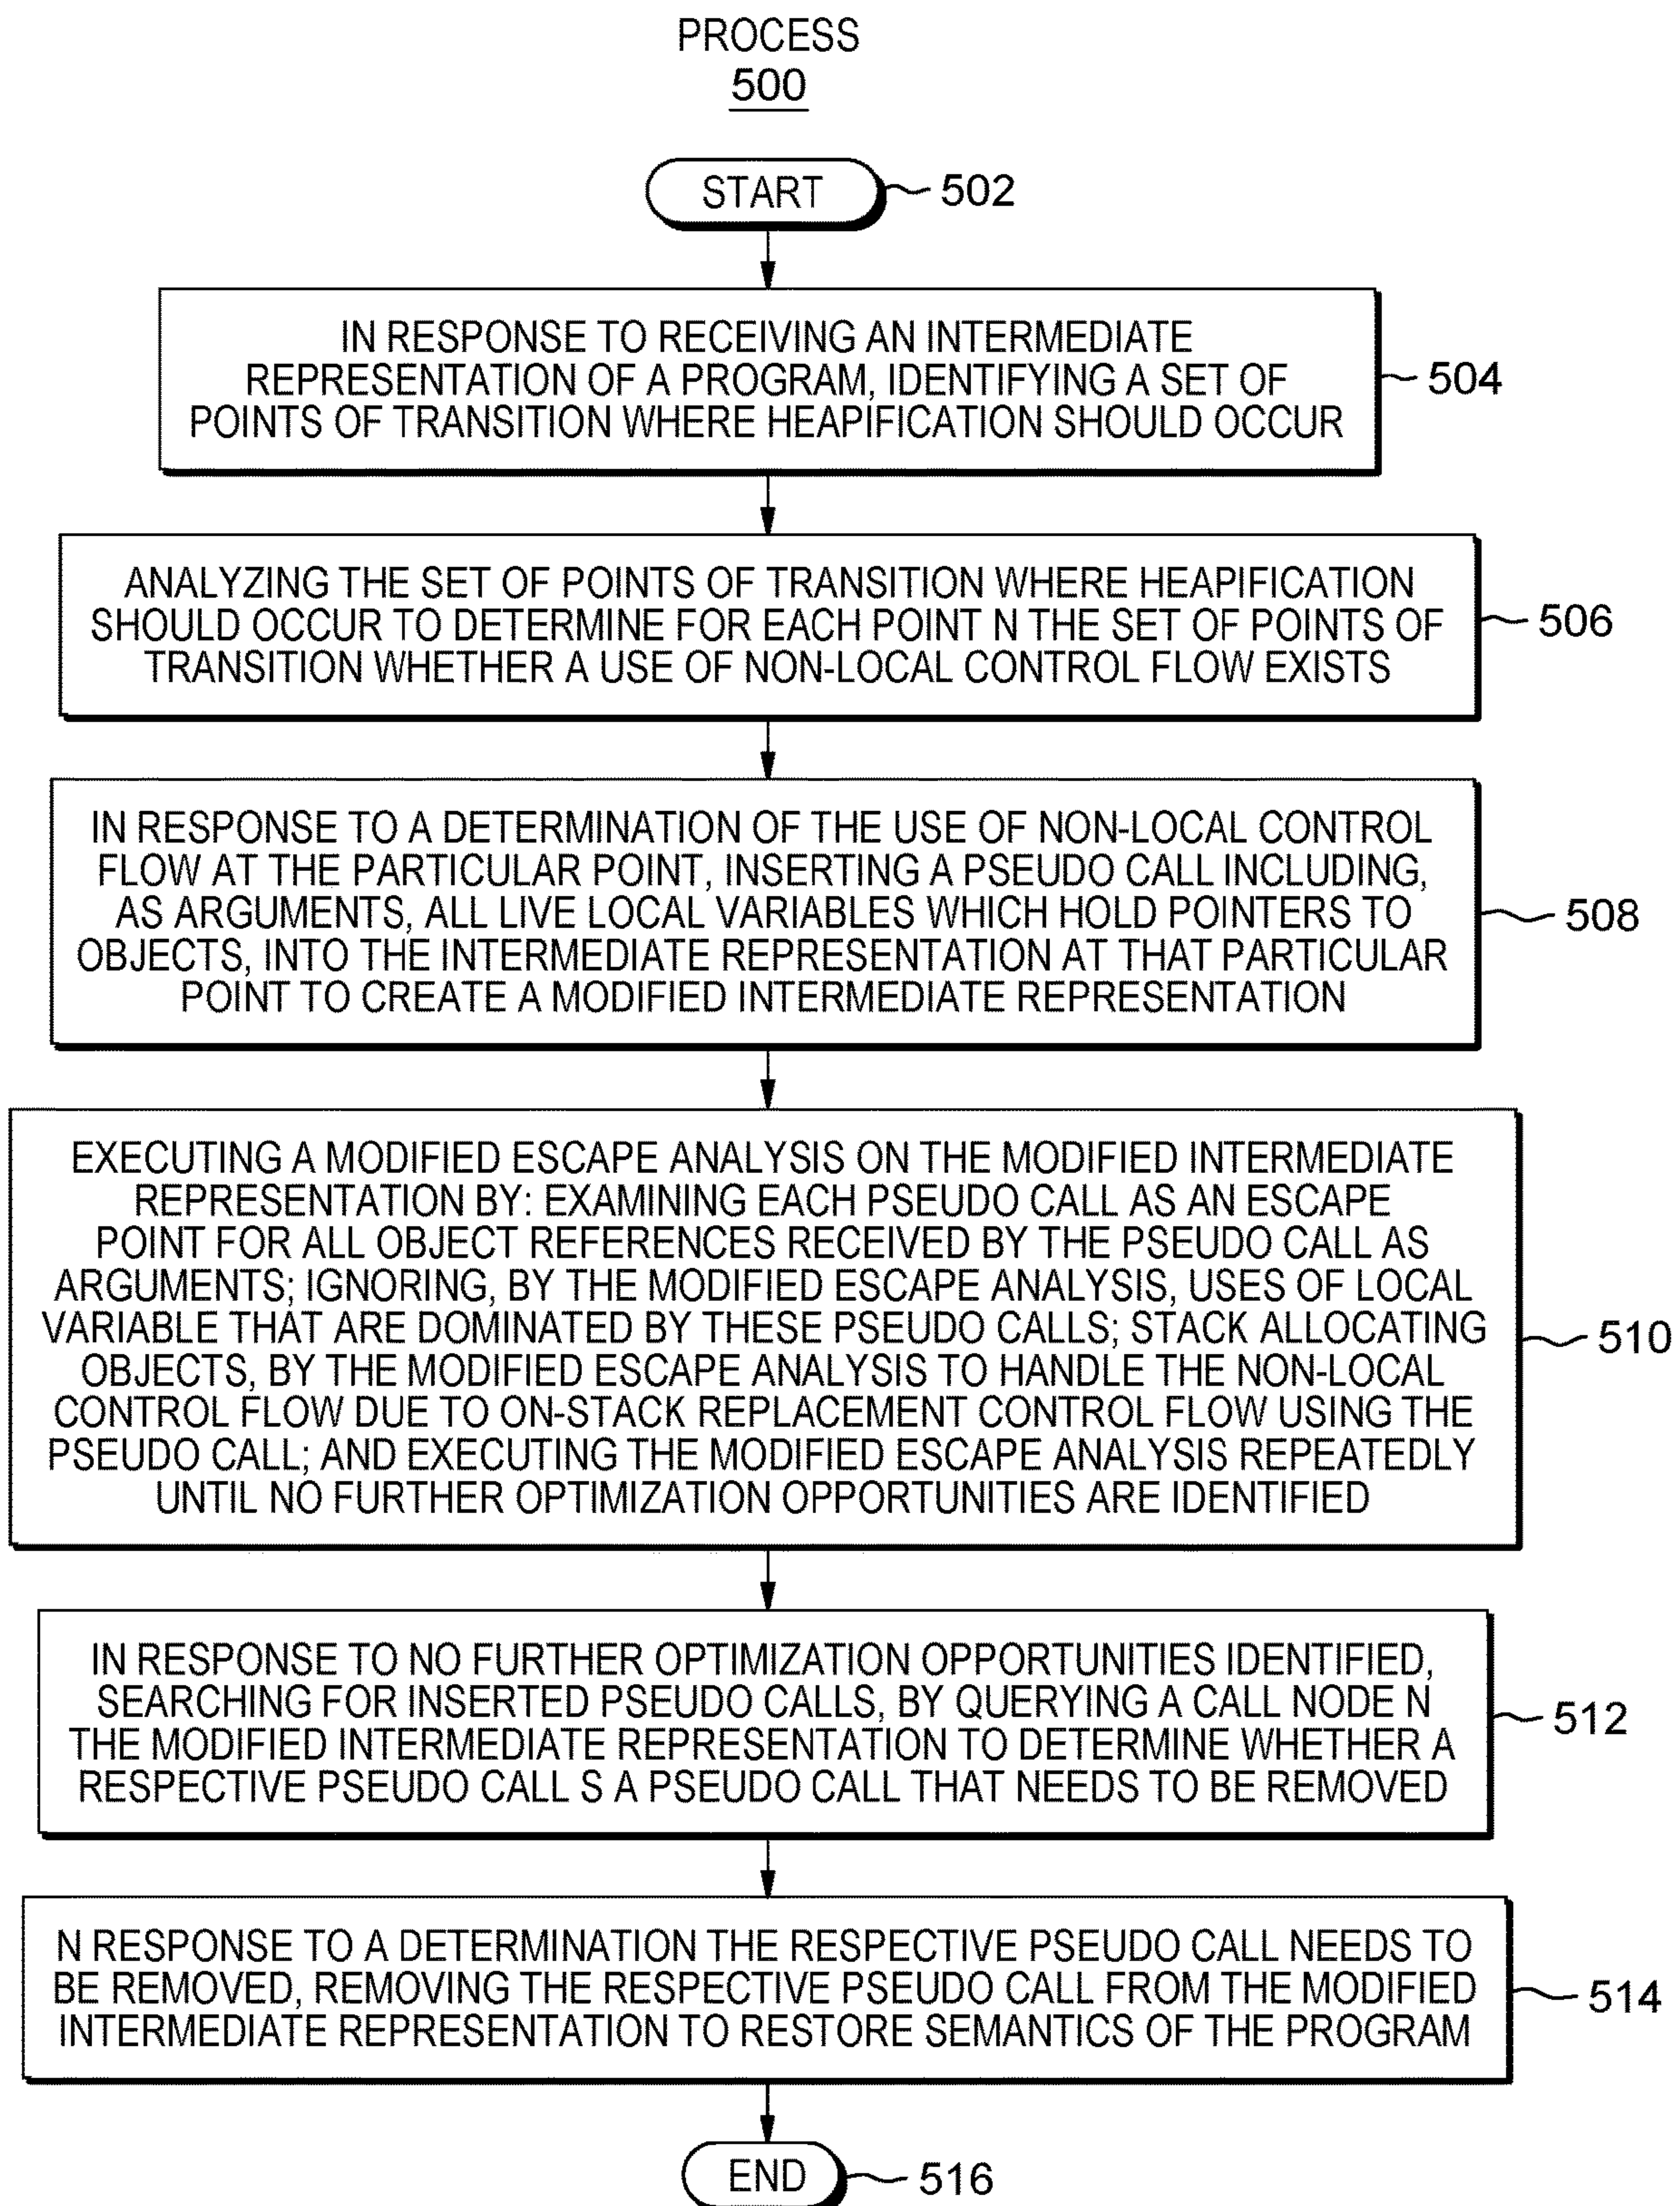 PROCESS
500
START
502
IN RESPONSE TO RECEIVING AN INTERMEDIATE
REPRESENTATION OF A PROGRAM, IDENTIFYING A SET OF
POINTS OF TRANSITION WHERE HEAPIFICATION SHOULD OCCUR
504
ANALYZING THE SET OF POINTS OF TRANSITION WHERE HEAPIFICATION
SHOULD OCCUR TO DETERMINE FOR EACH POINT N THE SET OF POINTS OF
TRANSITION WHETHER A USE OF NON-LOCAL CONTROL FLOW EXISTS
506
IN RESPONSE TO A DETERMINATION OF THE USE OF NON-LOCAL CONTROL
FLOW AT THE PARTICULAR POINT, INSERTING A PSEUDO CALL INCLUDING,
AS ARGUMENTS, ALL LIVE LOCAL VARIABLES WHICH HOLD POINTERS TO
OBJECTS, INTO THE INTERMEDIATE REPRESENTATION AT THAT PARTICULAR
POINT TO CREATE A MODIFIED INTERMEDIATE REPRESENTATION
508
EXECUTING A MODIFIED ESCAPE ANALYSIS ON THE MODIFIED INTERMEDIATE
REPRESENTATION BY: EXAMINING EACH PSEUDO CALL AS AN ESCAPE
POINT FOR ALL OBJECT REFERENCES RECEIVED BY THE PSEUDO CALL AS
ARGUMENTS; IGNORING, BY THE MODIFIED ESCAPE ANALYSIS, USES OF LOCAL
VARIABLE THAT ARE DOMINATED BY THESE PSEUDO CALLS; STACK ALLOCATING
OBJECTS, BY THE MODIFIED ESCAPE ANALYSIS TO HANDLE THE NON-LOCAL
CONTROL FLOW DUE TO ON-STACK REPLACEMENT CONTROL FLOW USING THE
PSEUDO CALL; AND EXECUTING THE MODIFIED ESCAPE ANALYSIS REPEATEDLY
UNTIL NO FURTHER OPTIMIZATION OPPORTUNITIES ARE IDENTIFIED
510
IN RESPONSE TO NO FURTHER OPTIMIZATION OPPORTUNITIES IDENTIFIED,
SEARCHING FOR INSERTED PSEUDO CALLS, BY QUERYING A CALL NODE N
THE MODIFIED INTERMEDIATE REPRESENTATION TO DETERMINE WHETHER A
RESPECTIVE PSEUDO CALL S A PSEUDO CALL THAT NEEDS TO BE REMOVED
512
N RESPONSE TO A DETERMINATION THE RESPECTIVE PSEUDO CALL NEEDS TO
BE REMOVED, REMOVING THE RESPECTIVE PSEUDO CALL FROM THE MODIFIED
INTERMEDIATE REPRESENTATION TO RESTORE SEMANTICS OF THE PROGRAM
514
END
516